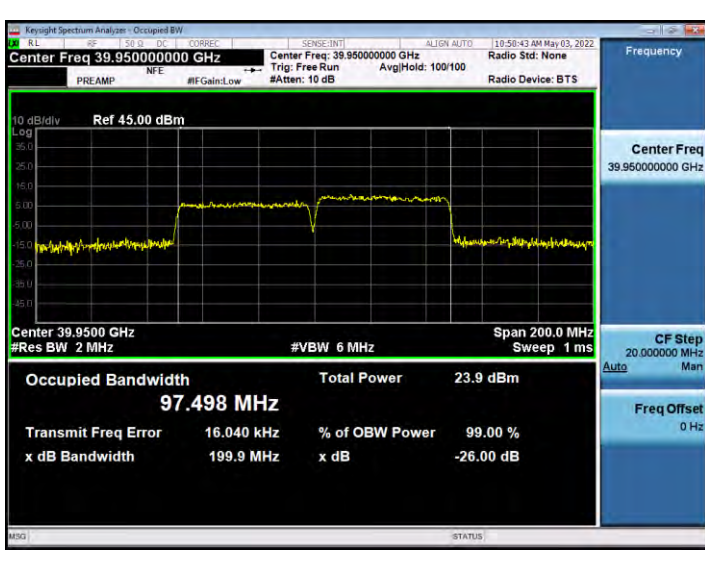 Keysight Spectrum Analyzer - Occupied BW
RL RF 50 Ω DC CORREC SENSE:INT ALIGN AUTO 10:50:43 AM May 03, 2022
Center Freq 39.950000000 GHz
NFE
PREAMP #IFGain:Low
Center Freq: 39.950000000 GHz
Trig: Free Run Avg|Hold: 100/100
#Atten: 10 dB
Radio Std: None
Radio Device: BTS
10 dB/div Ref 45.00 dBm
Log
35.0
25.0
15.0
5.00
-5.00
-15.0
-25.0
-35.0
-45.0
Center 39.9500 GHz Span 200.0 MHz
#Res BW 2 MHz #VBW 6 MHz Sweep 1 ms
Occupied Bandwidth Total Power 23.9 dBm
97.498 MHz
Transmit Freq Error 16.040 kHz % of OBW Power 99.00 %
x dB Bandwidth 199.9 MHz x dB -26.00 dB
MSG STATUS
Frequency
Center Freq
39.950000000 GHz
CF Step
20.000000 MHz
Auto Man
Freq Offset
0 Hz